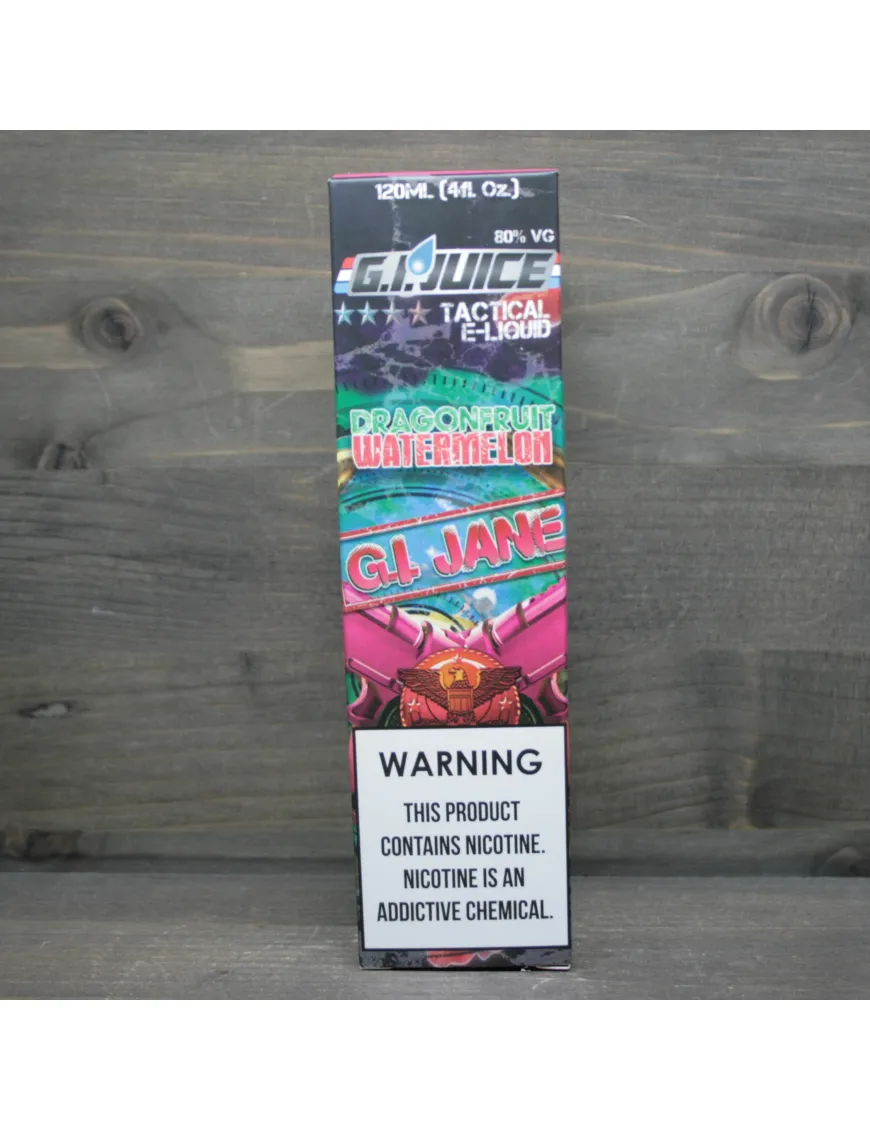 120ML (4fl. Oz.)
80% VG
G.I. JUICE
TACTICAL
E-LIQUID
DRAGONFRUIT
WATERMELON
G.I. JANE
WARNING
THIS PRODUCT
CONTAINS NICOTINE.
NICOTINE IS AN
ADDICTIVE CHEMICAL.